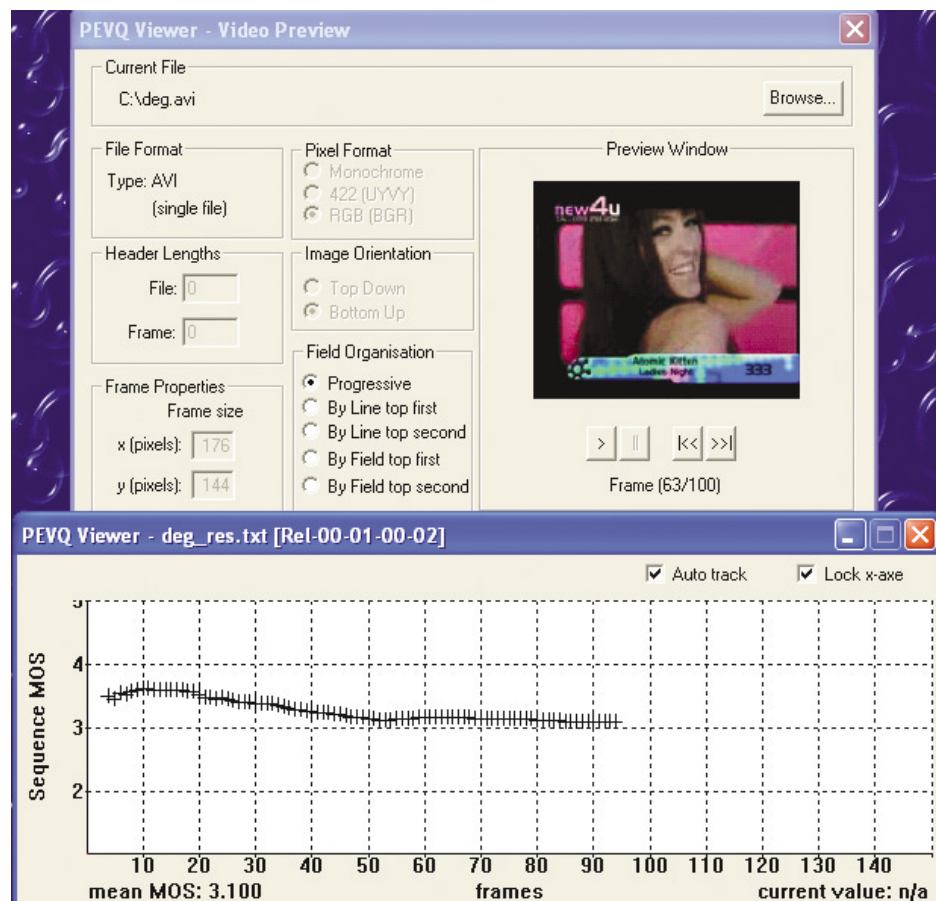 PEVQ Viewer - Video Preview
Current File
C:\deg.avi
Browse...
File Format
Type: AVI
(single file)
Header Lengths
File: 0
Frame: 0
Frame Properties
Frame size
x (pixels): 176
y (pixels): 144
Pixel Format
Monochrome
422 (UYVY)
RGB (BGR)
Image Orientation
Top Down
Bottom Up
Field Organisation
Progressive
By Line top first
By Line top second
By Field top first
By Field top second
Preview Window
new4U
Atomic Kitten
Ladies Night
333
> || |<< >>|
Frame (63/100)
PEVQ Viewer - deg_res.txt [Rel-00-01-00-02]
Auto track
Lock x-axe
Sequence MOS
5
4
3
2
10 20 30 40 50 60 70 80 90 100 110 120 130 140
mean MOS: 3.100 frames current value: n/a